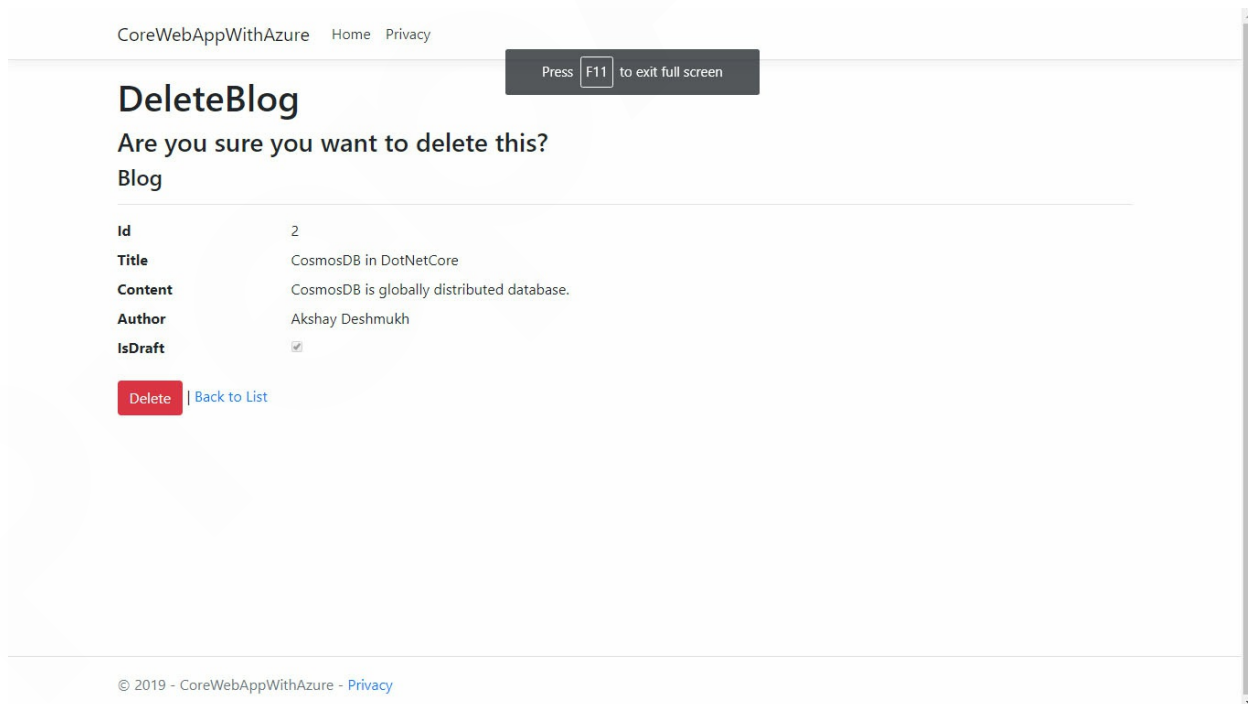 CoreWebAppWithAzure Home Privacy
Press F11 to exit full screen
DeleteBlog
Are you sure you want to delete this?
Blog
Id 2
Title CosmosDB in DotNetCore
Content CosmosDB is globally distributed database.
Author Akshay Deshmukh
IsDraft
Delete | Back to List
© 2019 - CoreWebAppWithAzure - Privacy